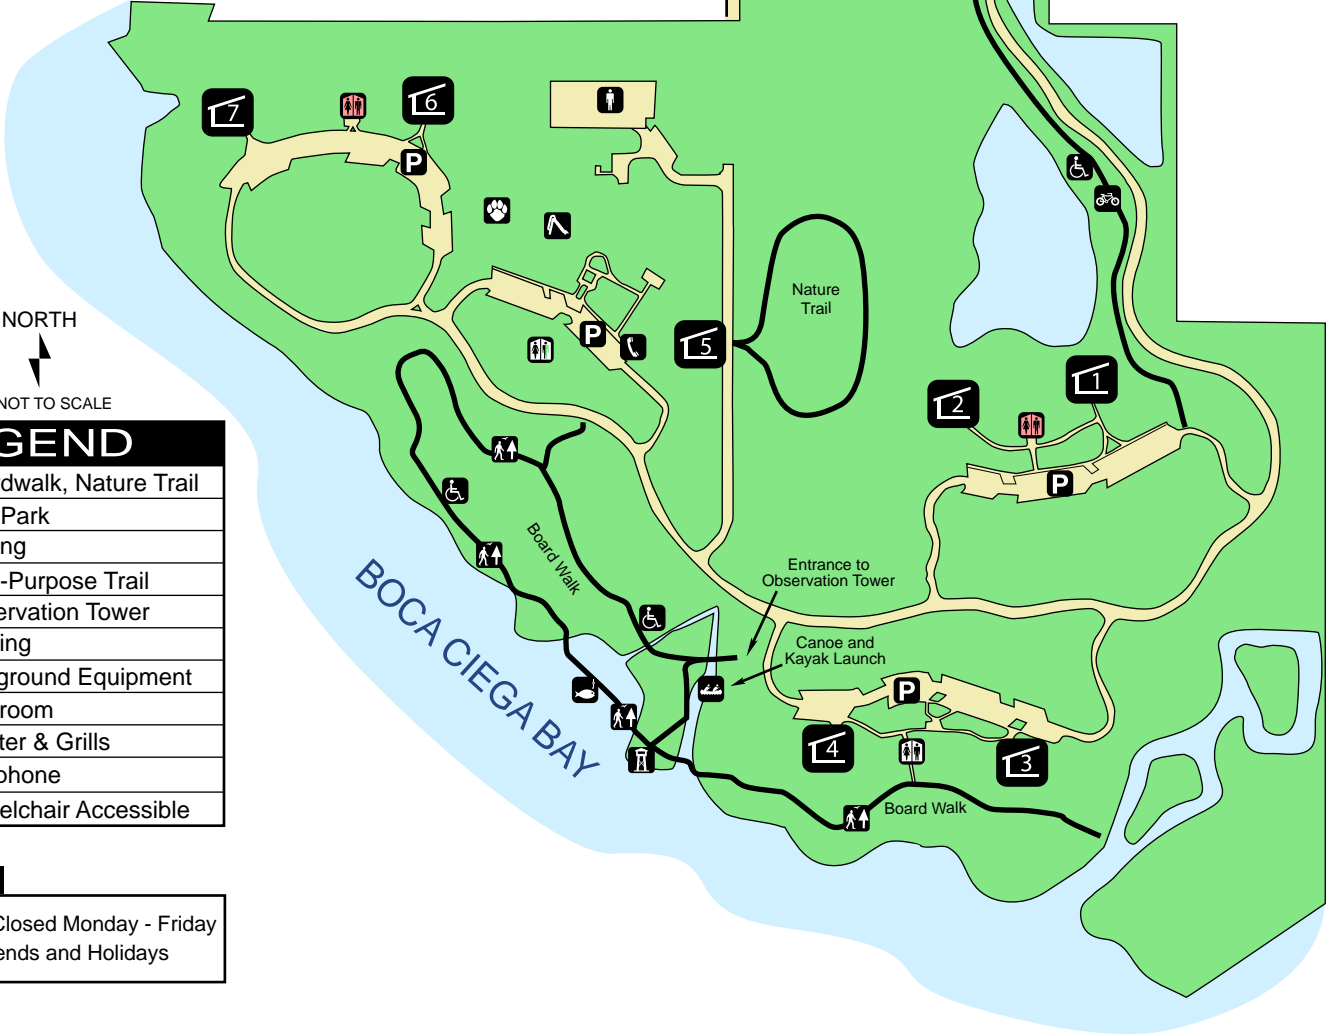 7
6
NORTH
NOT TO SCALE
GEND
dwalk, Nature Trail
Park
ng
-Purpose Trail
ervation Tower
ing
ground Equipment
room
ter & Grills
phone
elchair Accessible
Closed Monday - Friday
ends and Holidays
P
P
5
Nature
Trail
2
1
P
Board Walk
BOCA CIEGA BAY
Entrance to
Observation Tower
Canoe and
Kayak Launch
P
4
3
Board Walk